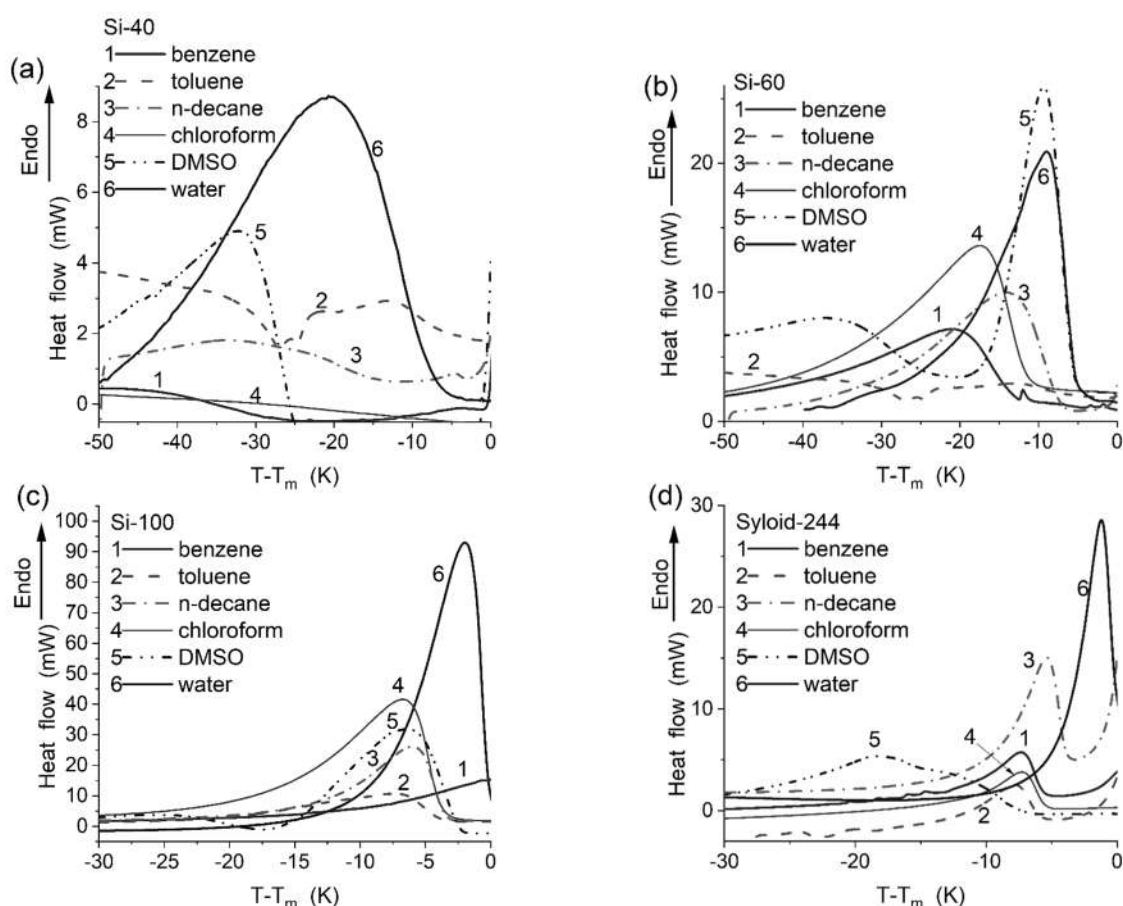 (a)
Si-40
1 benzene
2 toluene
3 n-decane
4 chloroform
5 DMSO
6 water
Endo
Heat flow (mW)
8
6
4
2
0
1
2
3
4
5
6
-50
-40
-30
-20
-10
0
T-Tm (K)
(b)
Si-60
1 benzene
2 toluene
3 n-decane
4 chloroform
5 DMSO
6 water
Endo
Heat flow (mW)
20
10
0
1
2
3
4
5
6
-50
-40
-30
-20
-10
0
T-Tm (K)
(c)
Si-100
1 benzene
2 toluene
3 n-decane
4 chloroform
5 DMSO
6 water
Endo
Heat flow (mW)
100
90
80
70
60
50
40
30
20
10
0
6
4
5
3
2
1
-30
-25
-20
-15
-10
-5
0
T-Tm (K)
(d)
Syloid-244
1 benzene
2 toluene
3 n-decane
4 chloroform
5 DMSO
6 water
Endo
Heat flow (mW)
30
20
10
0
6
3
5
4
1
2
-30
-20
-10
0
T-Tm (K)